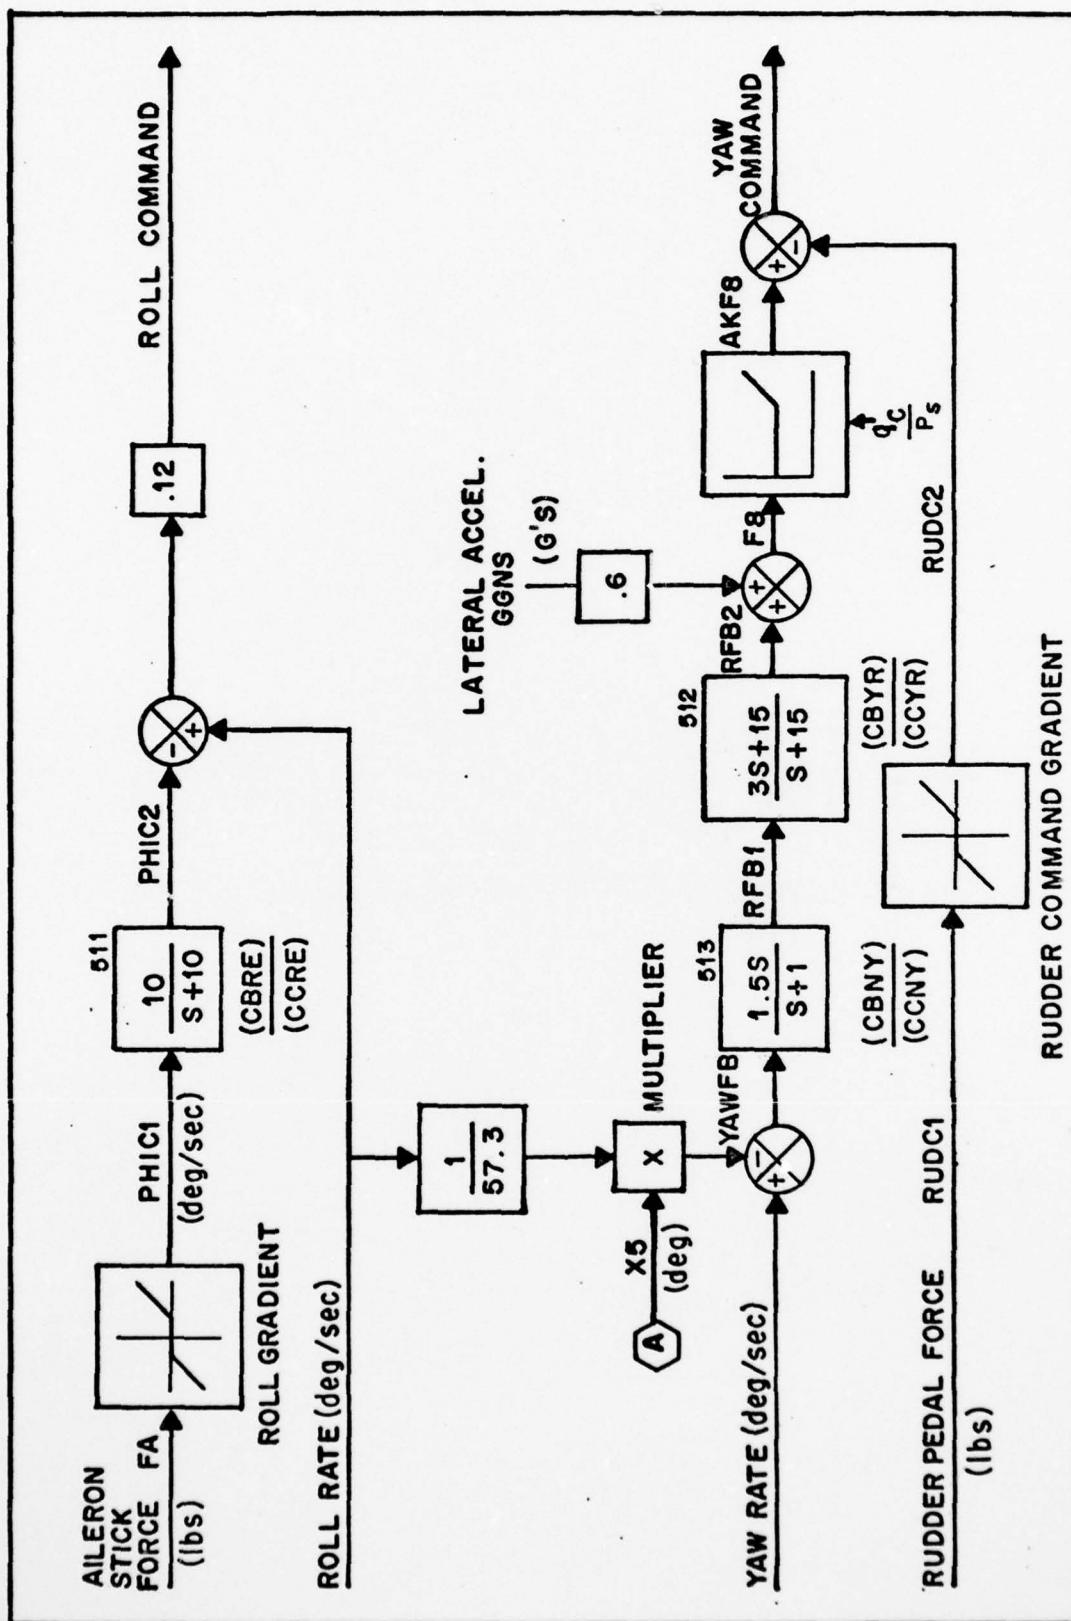 AILERON
STICK
FORCE FA
(lbs)
ROLL GRADIENT
PHIC1
(deg/sec)
511
10
S+10
(CBRE)
(CCRE)
PHIC2
-
+
.12
ROLL COMMAND
ROLL RATE (deg/sec)
1
57.3
A
X5
(deg)
X
MULTIPLIER
LATERAL ACCEL.
GGNS
(G'S)
.6
YAW RATE (deg/sec)
+
-
YAWFB
513
1.5S
S+1
(CBNY)
(CCNY)
RFB1
512
3S+15
S+15
(CBYR)
(CCYR)
RFB2
+
+
F8
qc
Ps
AKF8
+
-
YAW
COMMAND
RUDDER PEDAL FORCE
(lbs)
RUDC1
RUDDER COMMAND GRADIENT
RUDC2